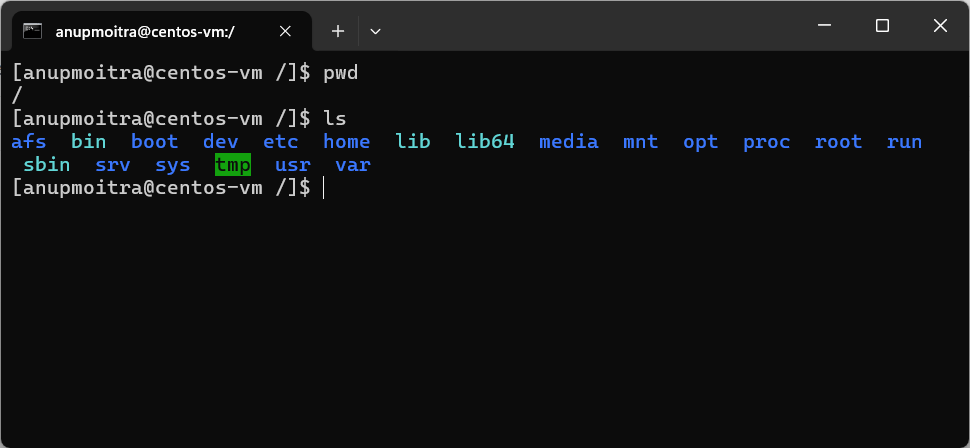 anupmoitra@centos-vm:/
[anupmoitra@centos-vm /]$ pwd
/
[anupmoitra@centos-vm /]$ ls
afs  bin  boot  dev  etc  home  lib  lib64  media  mnt  opt  proc  root  run
 sbin  srv  sys  tmp  usr  var
[anupmoitra@centos-vm /]$